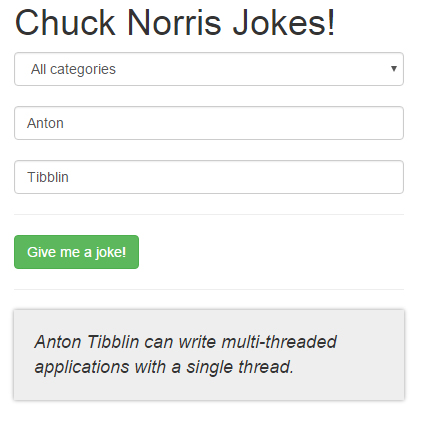 Chuck Norris Jokes!
All categories
Anton
Tibblin
Give me a joke!
Anton Tibblin can write multi-threaded
applications with a single thread.